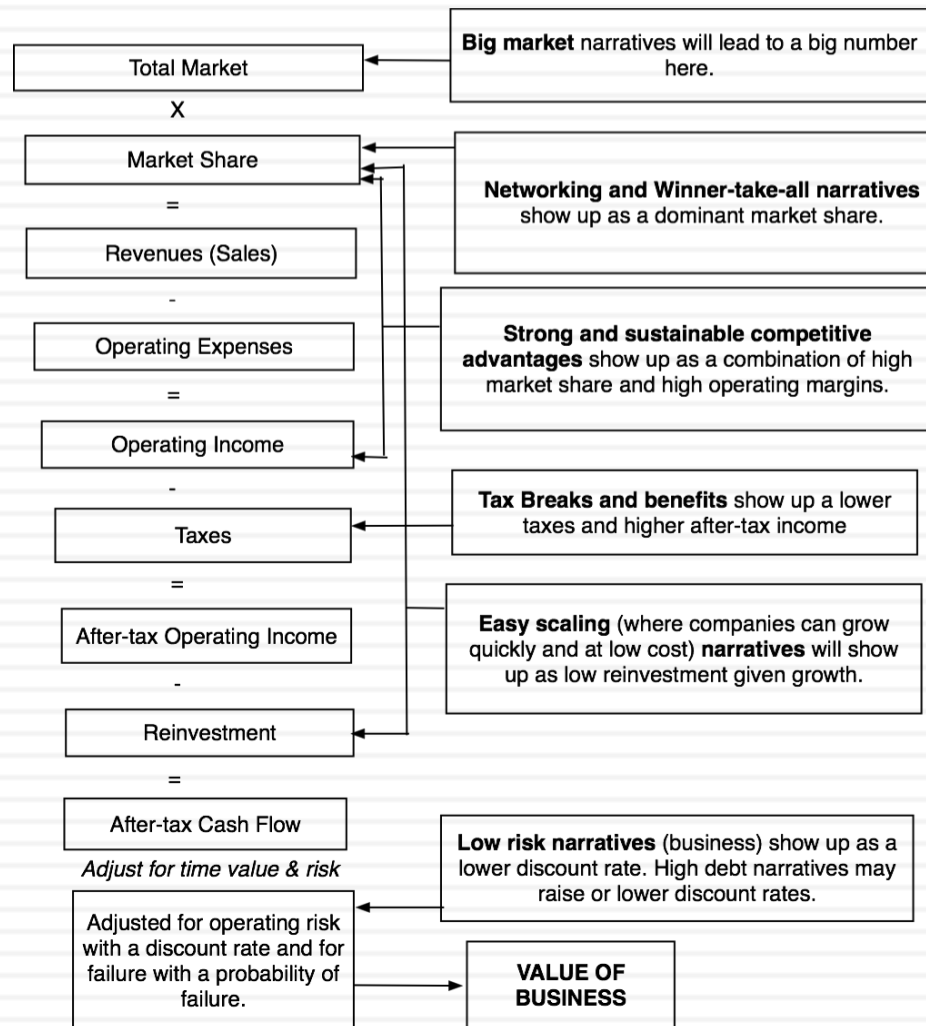 Big market narratives will lead to a big number
here.
Total Market
X
Market Share
Networking and Winner-take-all narratives
show up as a dominant market share.
=
Revenues (Sales)
-
Operating Expenses
Strong and sustainable competitive
advantages show up as a combination of high
market share and high operating margins.
=
Operating Income
-
Tax Breaks and benefits show up a lower
taxes and higher after-tax income
Taxes
=
After-tax Operating Income
Easy scaling (where companies can grow
quickly and at low cost) narratives will show
up as low reinvestment given growth.
-
Reinvestment
=
After-tax Cash Flow
Low risk narratives (business) show up as a
lower discount rate. High debt narratives may
raise or lower discount rates.
Adjust for time value & risk
Adjusted for operating risk
with a discount rate and for
failure with a probability of
failure.
VALUE OF
BUSINESS